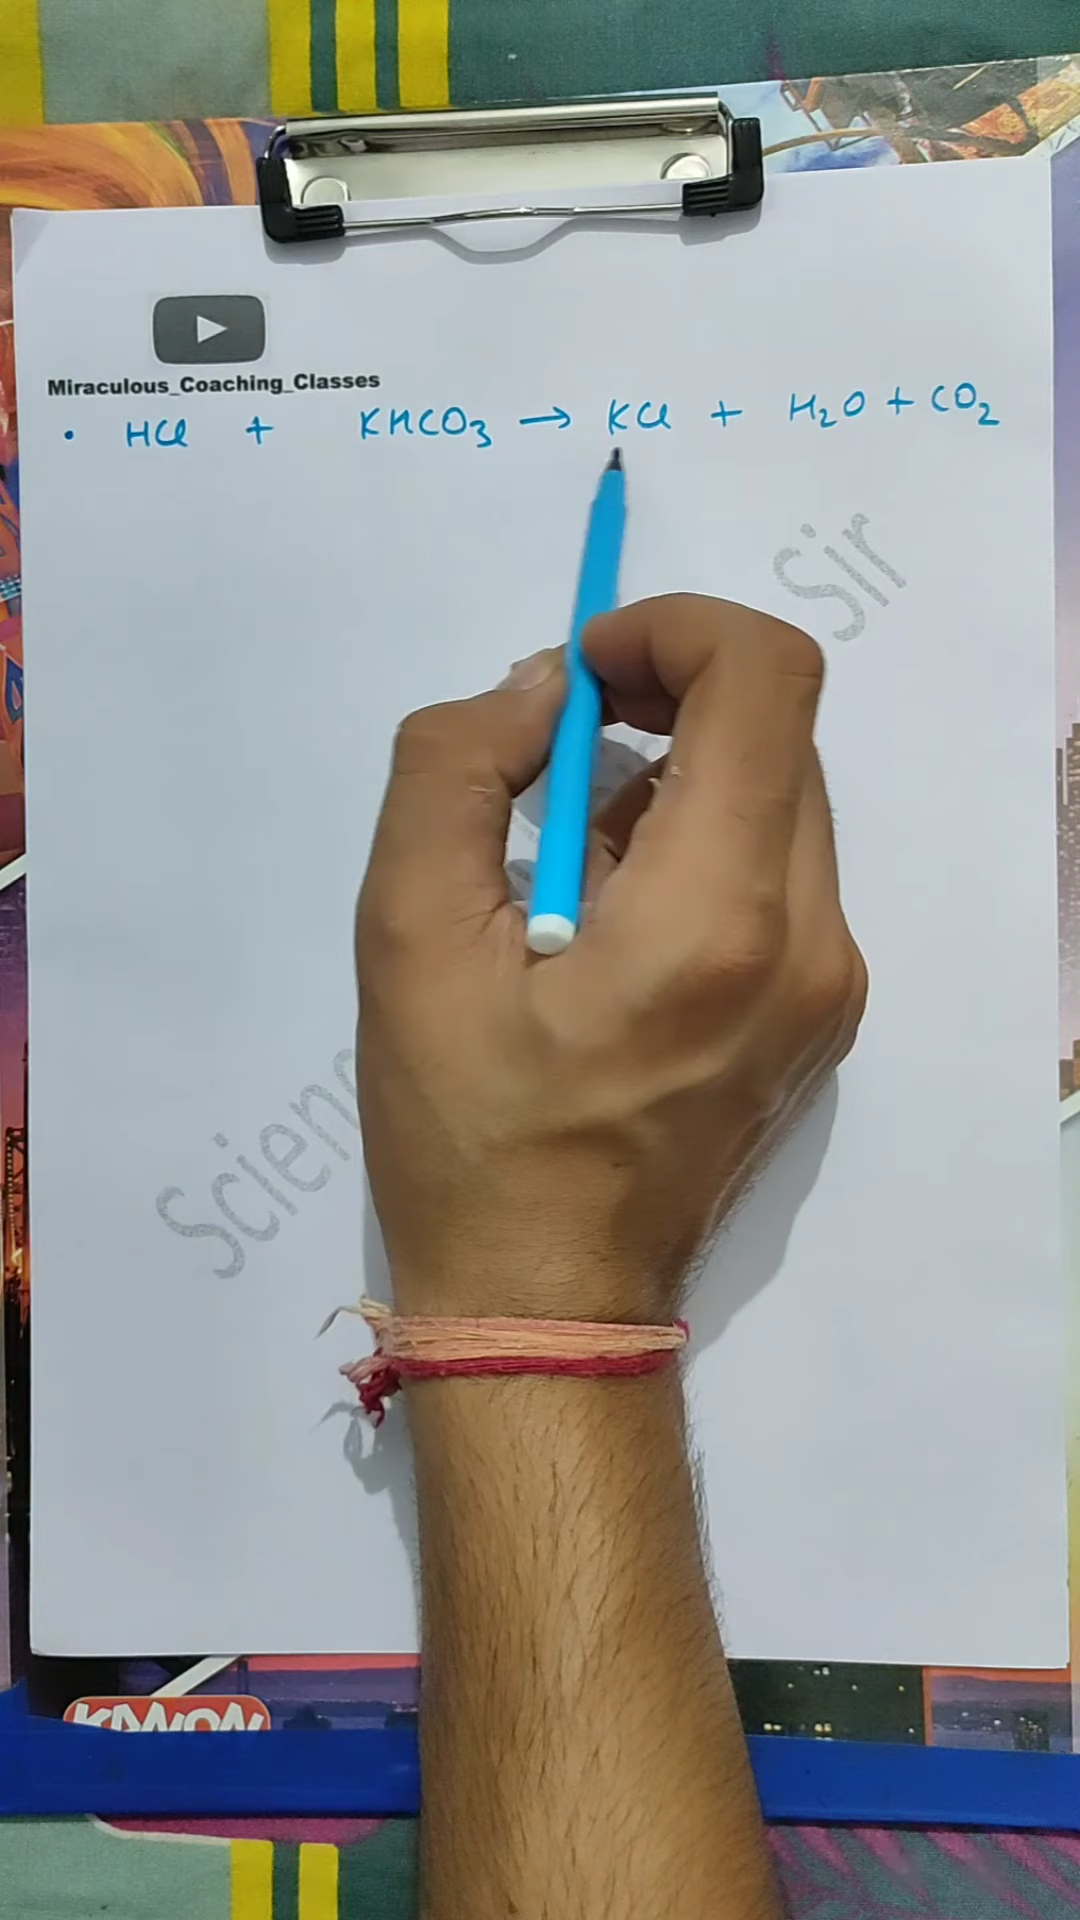 Miraculous_Coaching_Classes
• HCl + KHCO₃ → KCl + H₂O + CO₂
Sir
Scien